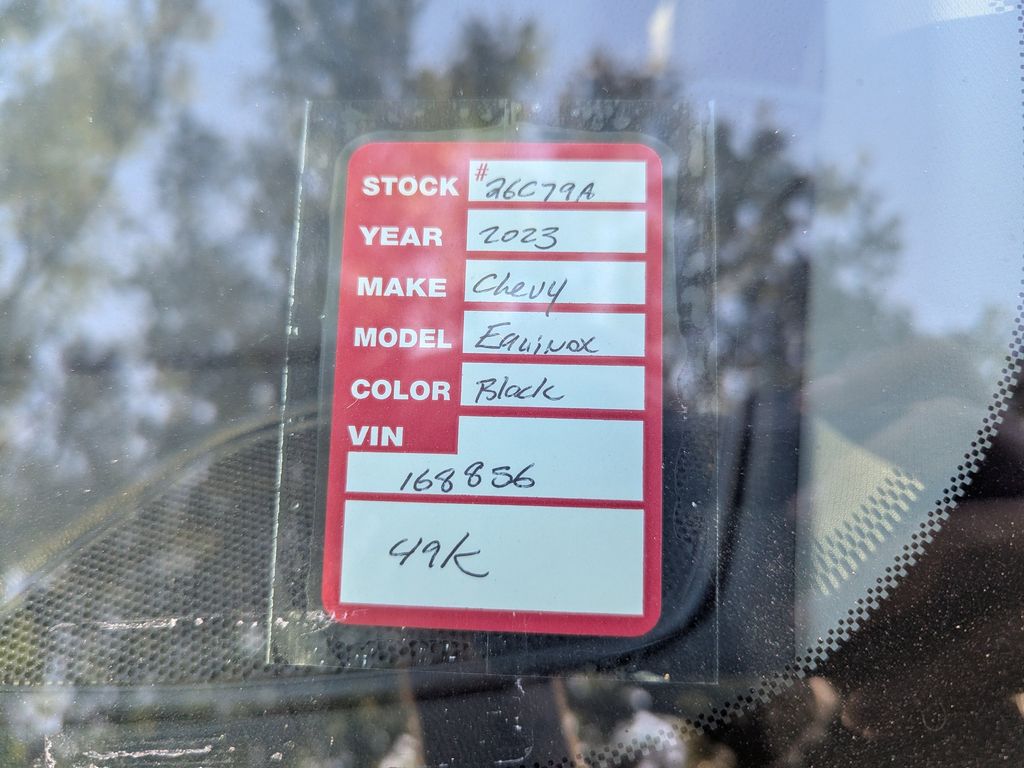 STOCK # 26C79A
YEAR 2023
MAKE Chevy
MODEL Equinox
COLOR Black
VIN
168856
49K